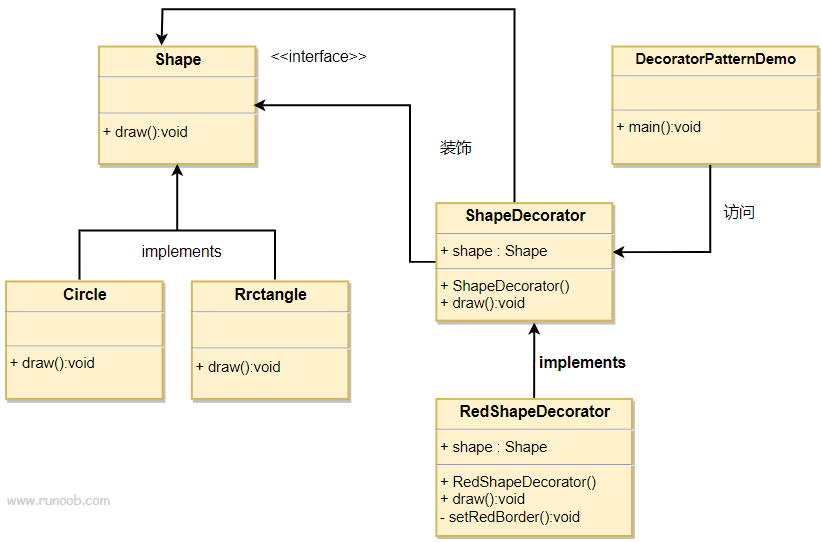 Shape
+ draw():void
<<interface>>
DecoratorPatternDemo
+ main():void
装饰
访问
ShapeDecorator
+ shape : Shape
+ ShapeDecorator()
+ draw():void
implements
Circle
+ draw():void
Rrctangle
+ draw():void
implements
RedShapeDecorator
+ shape : Shape
+ RedShapeDecorator()
+ draw():void
- setRedBorder():void
www.runoob.com